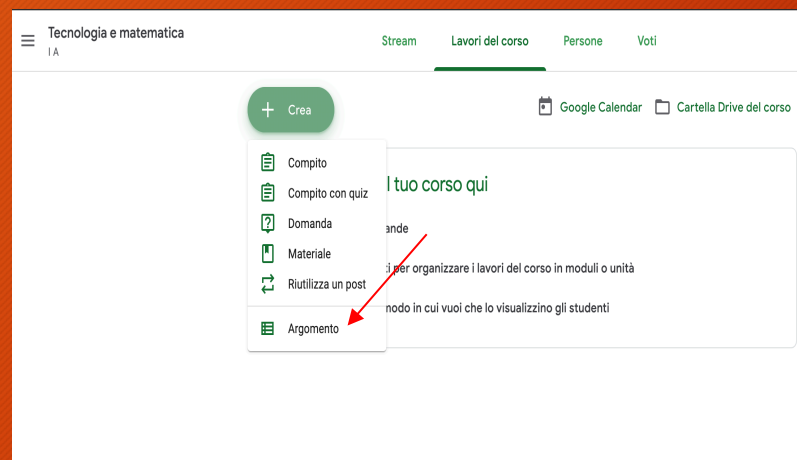 Tecnologia e matematica
I A
Stream Lavori del corso Persone Voti
Crea
Google Calendar Cartella Drive del corso
Compito
Compito con quiz
Domanda
Materiale
Riutilizza un post
Argomento
l tuo corso qui
ande
ti per organizzare i lavori del corso in moduli o unità
modo in cui vuoi che lo visualizzino gli studenti